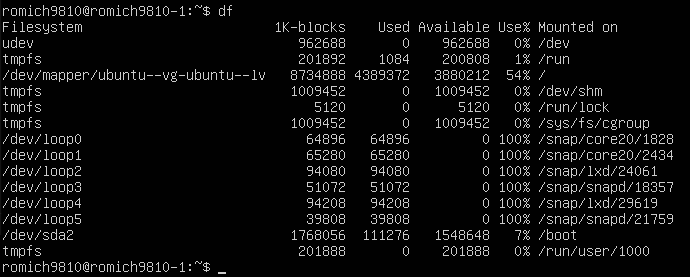 romich9810@romich9810-1:~$ df
Filesystem                        1K-blocks    Used Available Use% Mounted on
udev                                 962688       0    962688   0% /dev
tmpfs                                201892    1084    200808   1% /run
/dev/mapper/ubuntu--vg-ubuntu--lv   8734888 4389372   3880212  54% /
tmpfs                               1009452       0   1009452   0% /dev/shm
tmpfs                                  5120       0      5120   0% /run/lock
tmpfs                               1009452       0   1009452   0% /sys/fs/cgroup
/dev/loop0                            64896   64896         0 100% /snap/core20/1828
/dev/loop1                            65280   65280         0 100% /snap/core20/2434
/dev/loop2                            94080   94080         0 100% /snap/lxd/24061
/dev/loop3                            51072   51072         0 100% /snap/snapd/18357
/dev/loop4                            94208   94208         0 100% /snap/lxd/29619
/dev/loop5                            39808   39808         0 100% /snap/snapd/21759
/dev/sda2                           1768056  111276   1548648   7% /boot
tmpfs                                201888       0    201888   0% /run/user/1000
romich9810@romich9810-1:~$ _